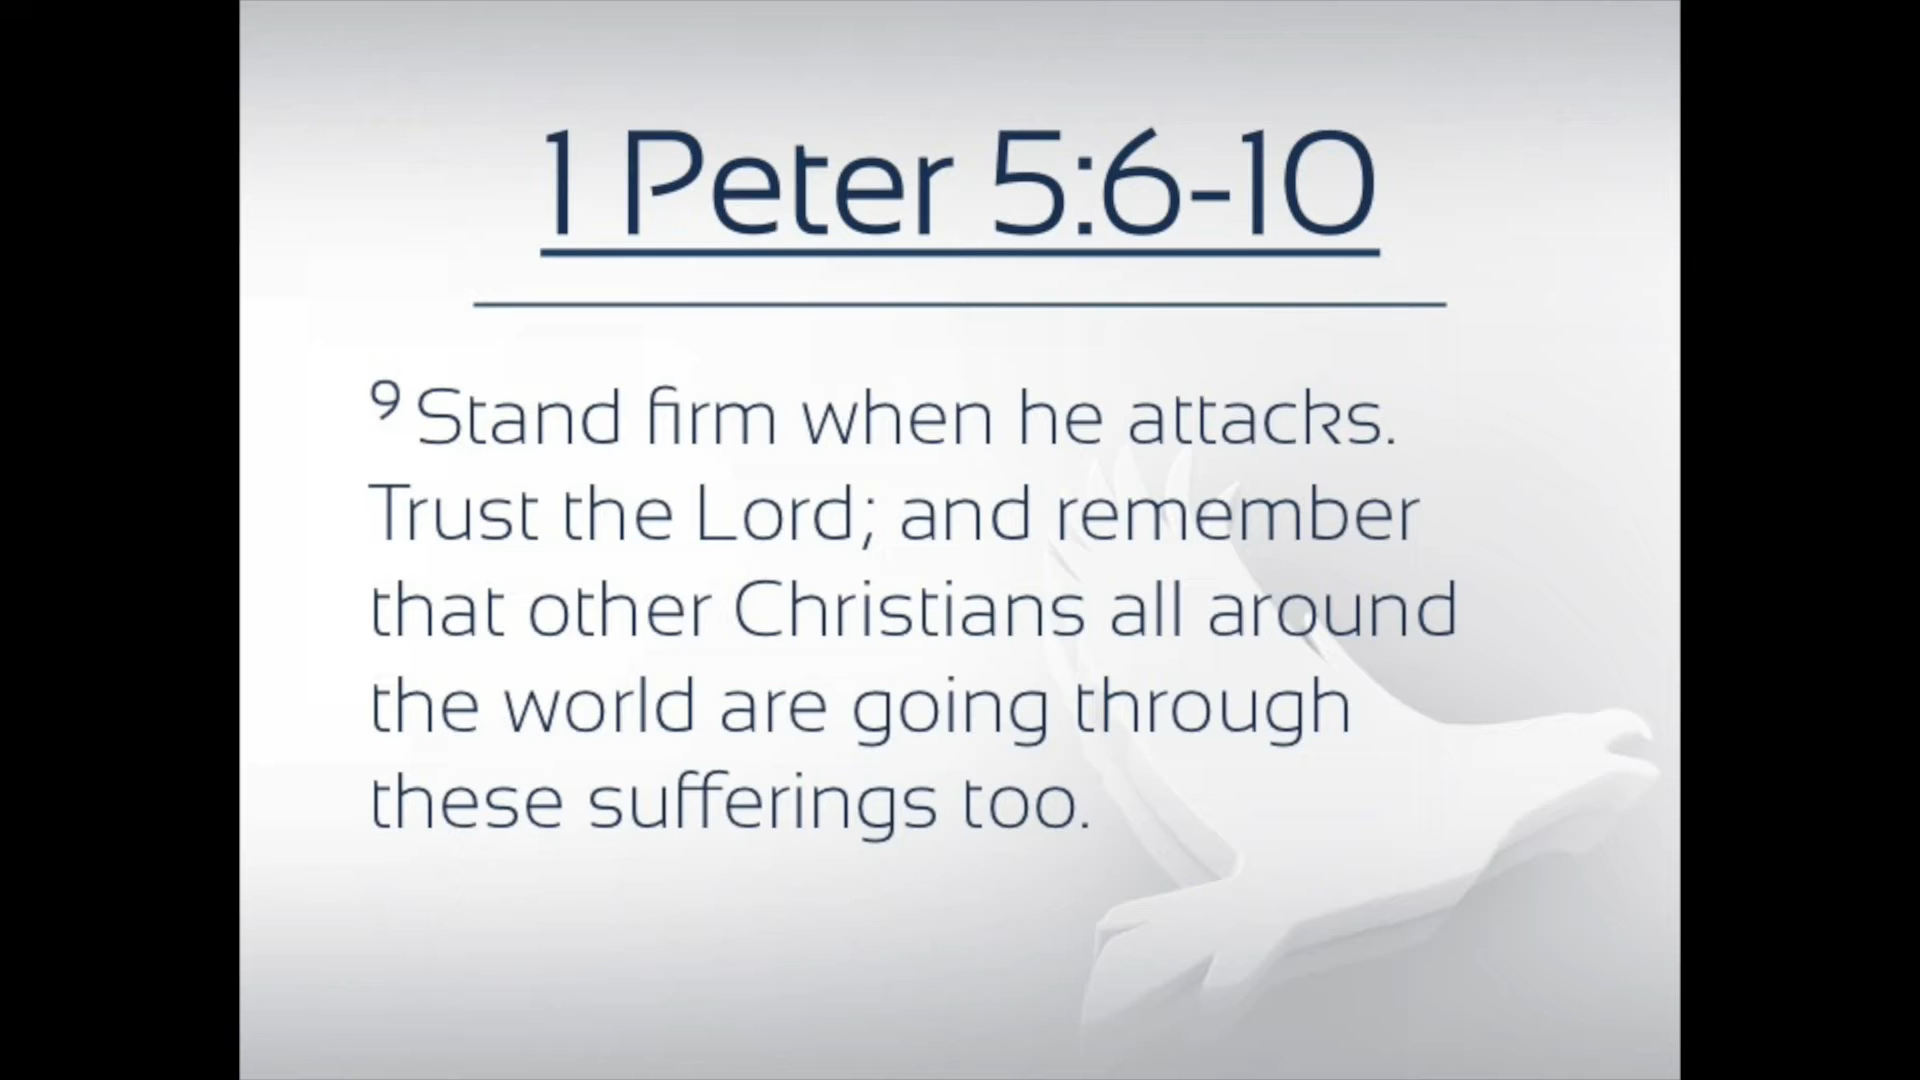 1 Peter 5:6-10
⁹ Stand firm when he attacks.
Trust the Lord; and remember
that other Christians all around
the world are going through
these sufferings too.